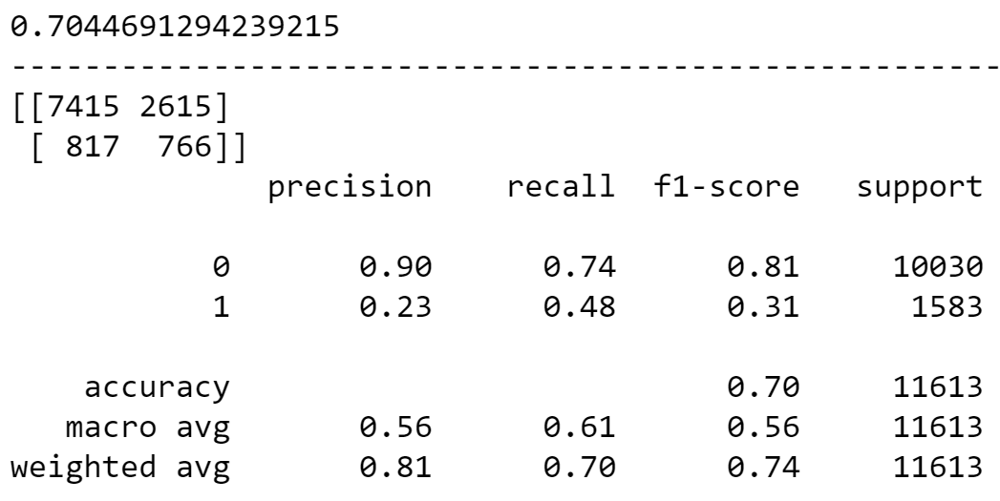 0.7044691294239215
------------------------------------------------------
[[7415 2615]
 [ 817  766]]
              precision    recall  f1-score   support

           0       0.90      0.74      0.81     10030
           1       0.23      0.48      0.31      1583

    accuracy                           0.70     11613
   macro avg       0.56      0.61      0.56     11613
weighted avg       0.81      0.70      0.74     11613